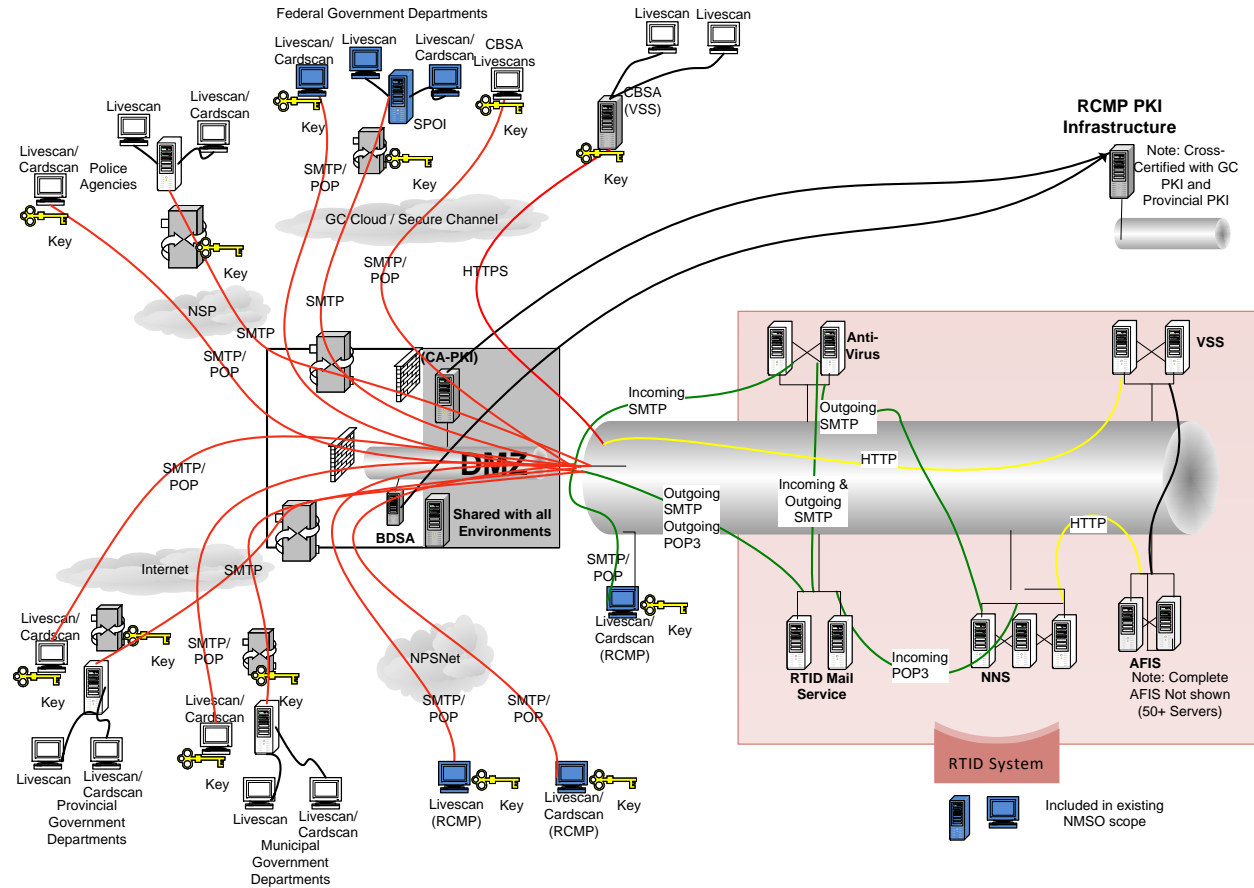 Federal Government Departments
Livescan/
Cardscan
Livescan
Livescan/
Cardscan
CBSA
Livescans
Livescan
Livescan
Key
SPOI
Key
Key
CBSA
(VSS)
Key
SMTP/
POP
Livescan
Livescan/
Cardscan
Livescan/
Cardscan
Police
Agencies
Key
Key
RCMP PKI
Infrastructure
Note: Cross-
Certified with GC
PKI and
Provincial PKI
GC Cloud / Secure Channel
SMTP/
POP
HTTPS
SMTP
NSP
SMTP
SMTP/
POP
(CA-PKI)
Anti-
Virus
VSS
Incoming
SMTP
Outgoing
SMTP
HTTP
DMZ
SMTP/
POP
Incoming &
Outgoing
SMTP
Outgoing
SMTP
Outgoing
POP3
HTTP
Shared with all
Environments
BDSA
Internet
SMTP
SMTP/
POP
Livescan/
Cardscan
(RCMP)
Key
Livescan/
Cardscan
Key
Key
SMTP/
POP
Key
NPSNet
Incoming
POP3
RTID Mail
Service
NNS
AFIS
Note: Complete
AFIS Not shown
(50+ Servers)
Livescan/
Cardscan
Key
SMTP/
POP
SMTP/
POP
Livescan
Livescan/
Cardscan
Provincial
Government
Departments
Livescan
Livescan/
Cardscan
Municipal
Government
Departments
Livescan
(RCMP)
Key
Livescan/
Cardscan
(RCMP)
Key
RTID System
Included in existing
NMSO scope